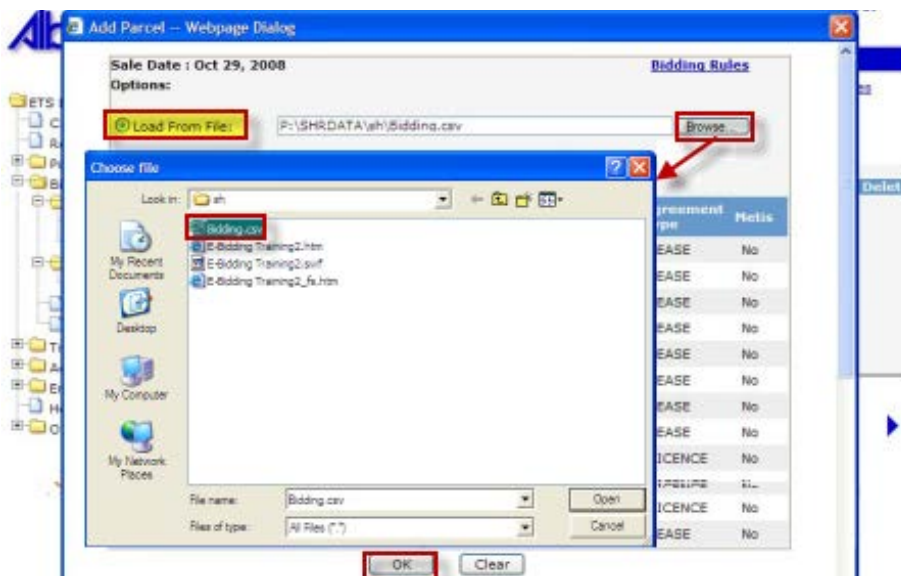 Add Parcel -- Webpage Dialog
Sale Date : Oct 29, 2008
Bidding Rules
Options:
Load From File:
P:\SHRDATA\sh\Bidding.csv
Browse...
Choose file
Look in:
sh
Bidding.csv
E-Bidding Training2.htm
E-Bidding Training2.swf
E-Bidding Training2_fs.htm
My Recent
Documents
Desktop
My Computer
My Network
Places
File name:
Bidding.csv
Open
Files of type:
All Files (*.*)
Cancel
OK
Clear
ETS
Delet
greement
Metis
ype
EASE
No
EASE
No
EASE
No
EASE
No
EASE
No
EASE
No
EASE
No
EASE
No
ICENCE
No
ICENCE
No
EASE
No